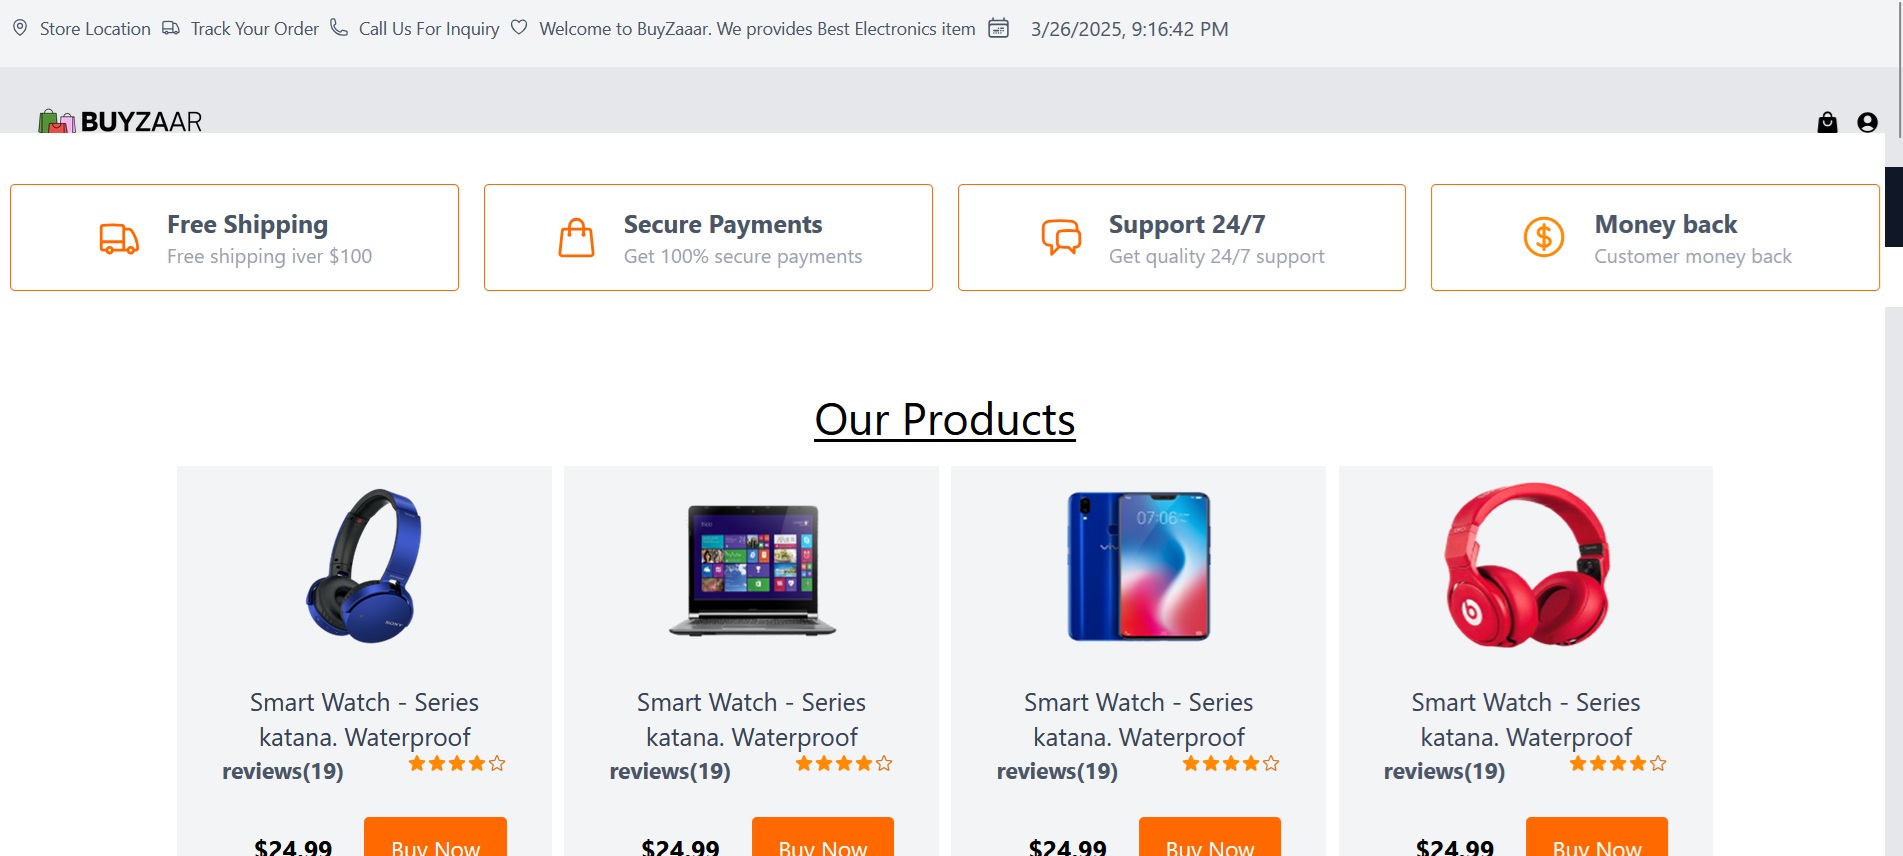 Store Location Track Your Order Call Us For Inquiry Welcome to BuyZaaar. We provides Best Electronics item 3/26/2025, 9:16:42 PM
BUYZAAR
Free Shipping
Free shipping iver $100
Secure Payments
Get 100% secure payments
Support 24/7
Get quality 24/7 support
Money back
Customer money back
Our Products
SONY
07:06
Smart Watch - Series
katana. Waterproof
reviews(19)
$24.99 Buy Now
Smart Watch - Series
katana. Waterproof
reviews(19)
$24.99 Buy Now
Smart Watch - Series
katana. Waterproof
reviews(19)
$24.99 Buy Now
Smart Watch - Series
katana. Waterproof
reviews(19)
$24.99 Buy Now